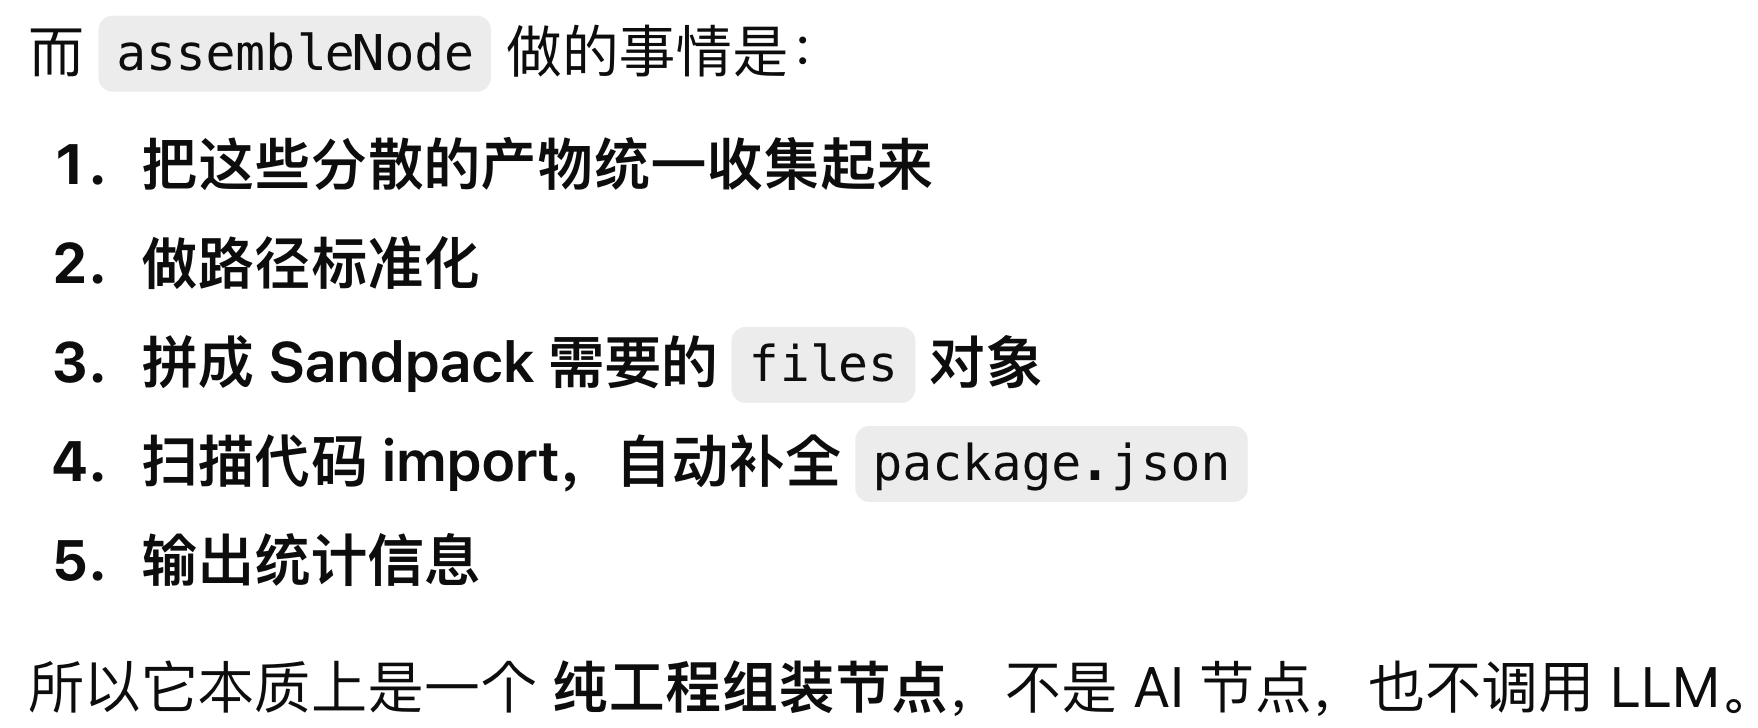 而 assembleNode 做的事情是：
1. 把这些分散的产物统一收集起来
2. 做路径标准化
3. 拼成 Sandpack 需要的 files 对象
4. 扫描代码 import，自动补全 package.json
5. 输出统计信息
所以它本质上是一个 纯工程组装节点，不是 AI 节点，也不调用 LLM。